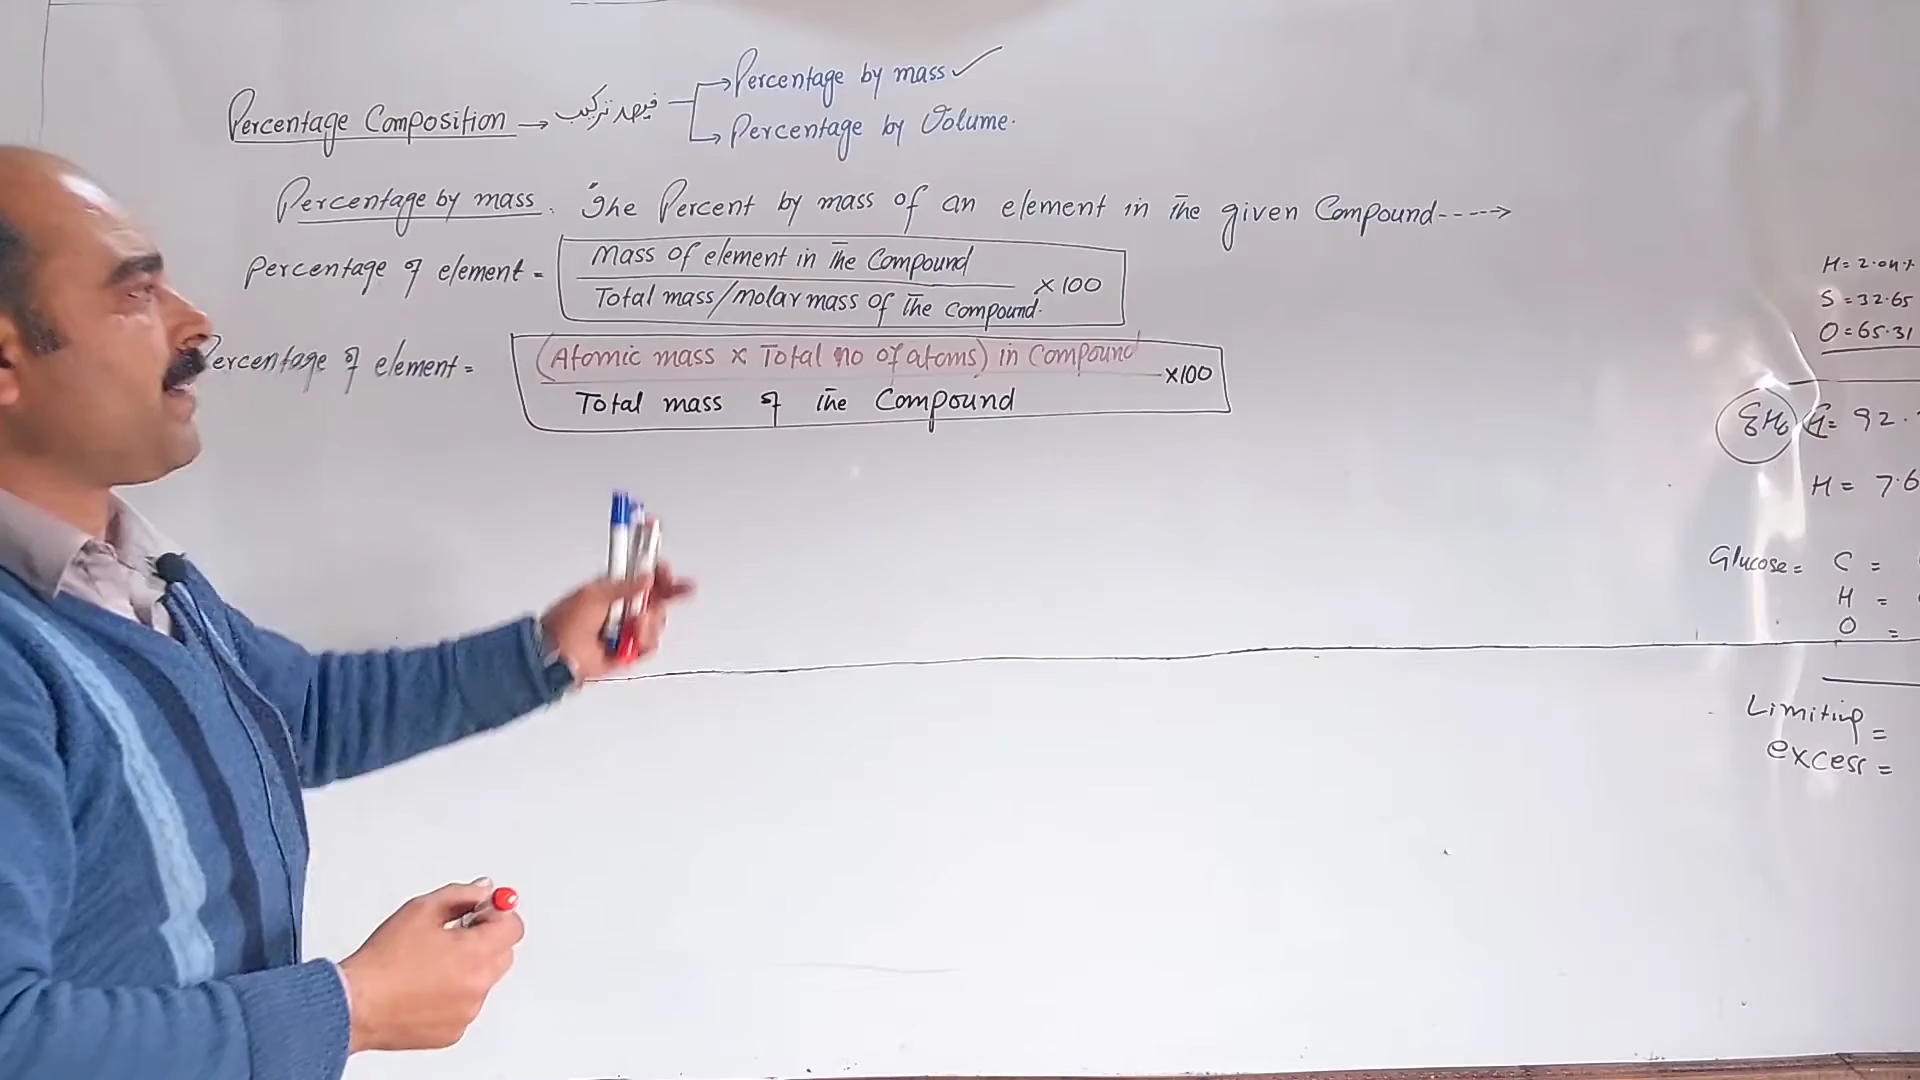 Percentage Composition → فیصد ترکیب
→ Percentage by mass ✓
→ Percentage by Volume.
Percentage by mass. The Percent by mass of an element in the given Compound---->
Percentage of element = Mass of element in the Compound
Total mass/molar mass of the compound. ×100
Percentage of element = (Atomic mass × Total no of atoms) in Compound
Total mass of the Compound ×100
H = 2.04%
S = 32.65
O = 65.31
C = 92.
H = 7.6
Glucose = C =
H =
O =
Limiting =
excess =